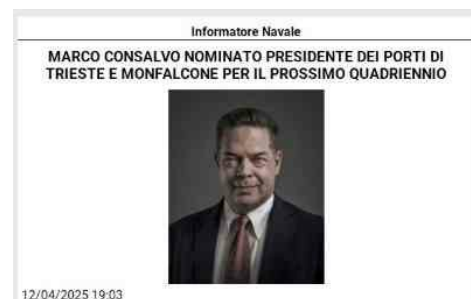 Informatore Navale
MARCO CONSALVO NOMINATO PRESIDENTE DEI PORTI DI
TRIESTE E MONFALCONE PER IL PROSSIMO QUADRIENNIO
12/04/2025 19:03